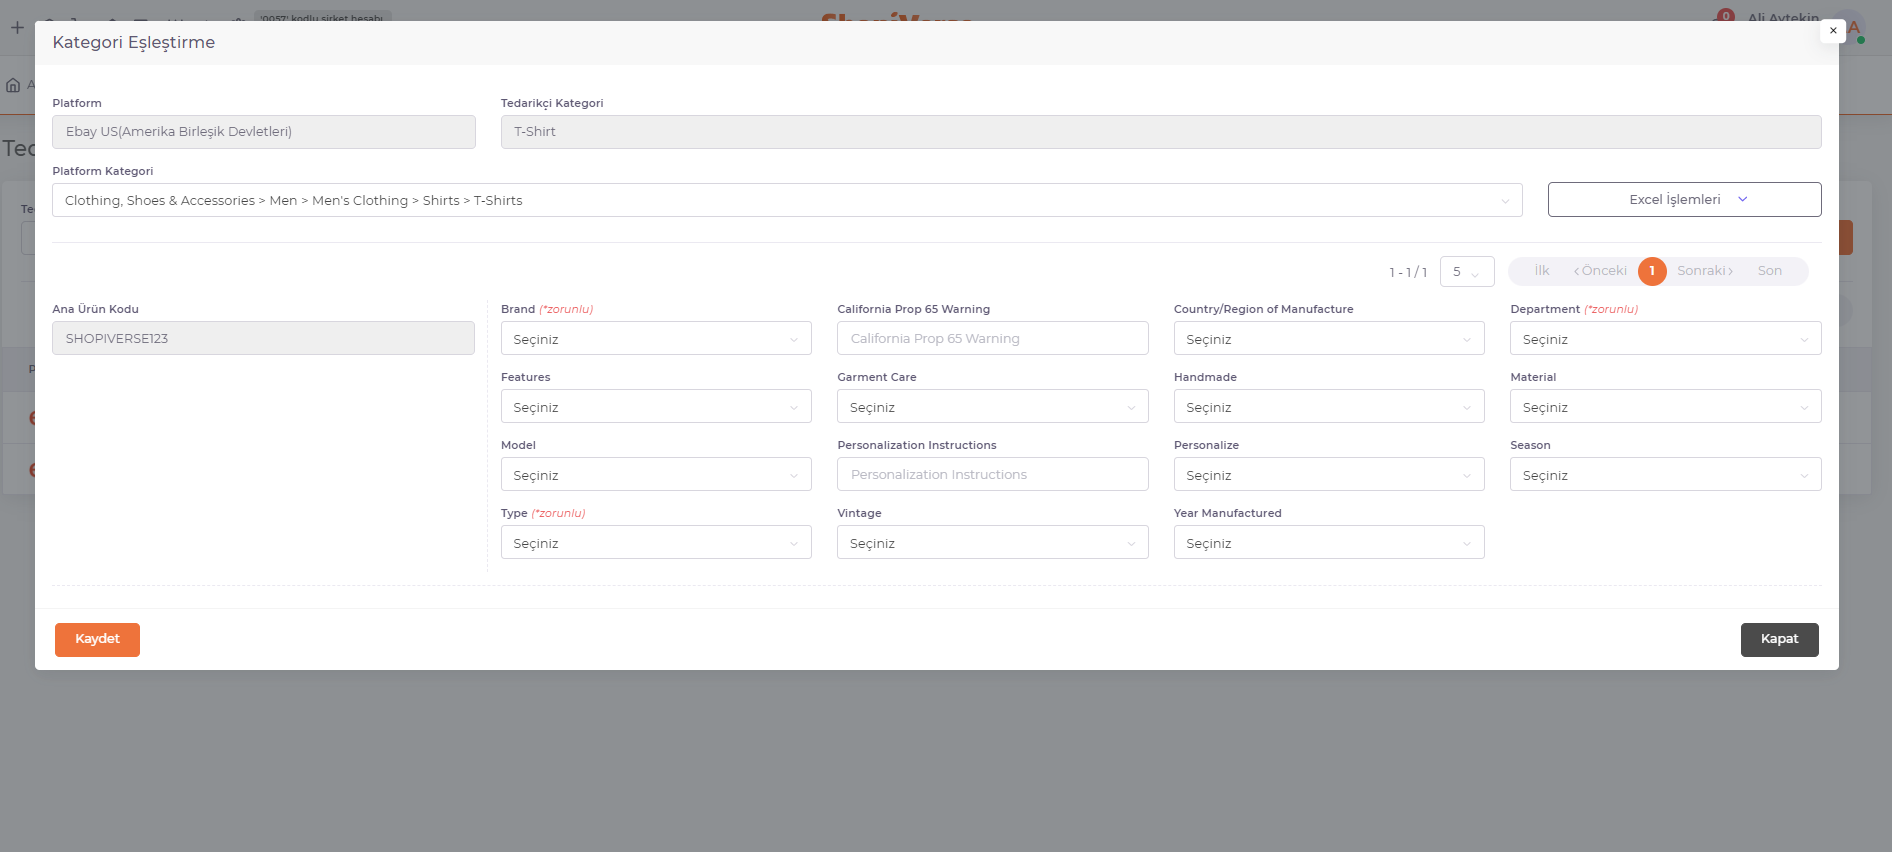 '0057' kodlu şirket hesabı
0
Ali Aytekin
A
Kategori Eşleştirme
×
Platform
Tedarikçi Kategori
Ebay US(Amerika Birleşik Devletleri)
T-Shirt
Platform Kategori
Clothing, Shoes & Accessories > Men > Men's Clothing > Shirts > T-Shirts
Excel İşlemleri
1 - 1 / 1
5
İlk
‹ Önceki
1
Sonraki ›
Son
Ana Ürün Kodu
Brand (*zorunlu)
California Prop 65 Warning
Country/Region of Manufacture
Department (*zorunlu)
SHOPIVERSE123
Seçiniz
California Prop 65 Warning
Seçiniz
Seçiniz
Features
Garment Care
Handmade
Material
Seçiniz
Seçiniz
Seçiniz
Seçiniz
Model
Personalization Instructions
Personalize
Season
Seçiniz
Personalization Instructions
Seçiniz
Seçiniz
Type (*zorunlu)
Vintage
Year Manufactured
Seçiniz
Seçiniz
Seçiniz
Kaydet
Kapat